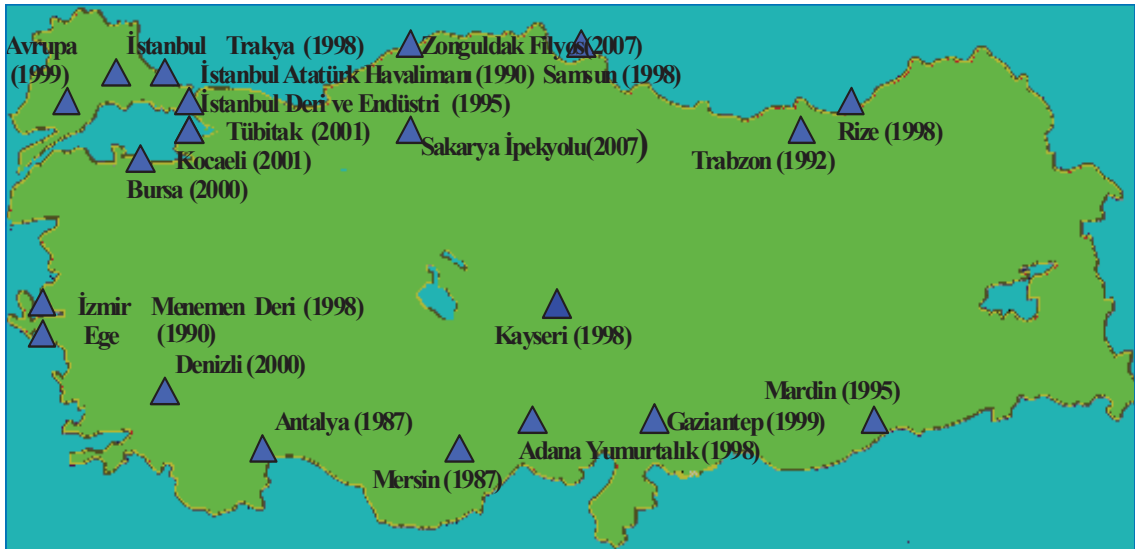 Avrupa İstanbul Trakya (1998) Zonguldak Filyos(2007)
(1999) İstanbul Atatürk Havalimanı (1990) Samsun (1998)
İstanbul Deri ve Endüstri (1995)
Tübitak (2001) Sakarya İpekyolu(2007) Trabzon (1992) Rize (1998)
Kocaeli (2001)
Bursa (2000)
İzmir Menemen Deri (1998)
Ege (1990) Kayseri (1998)
Denizli (2000)
Mardin (1995)
Antalya (1987) Gaziantep (1999)
Adana Yumurtalık (1998)
Mersin (1987)